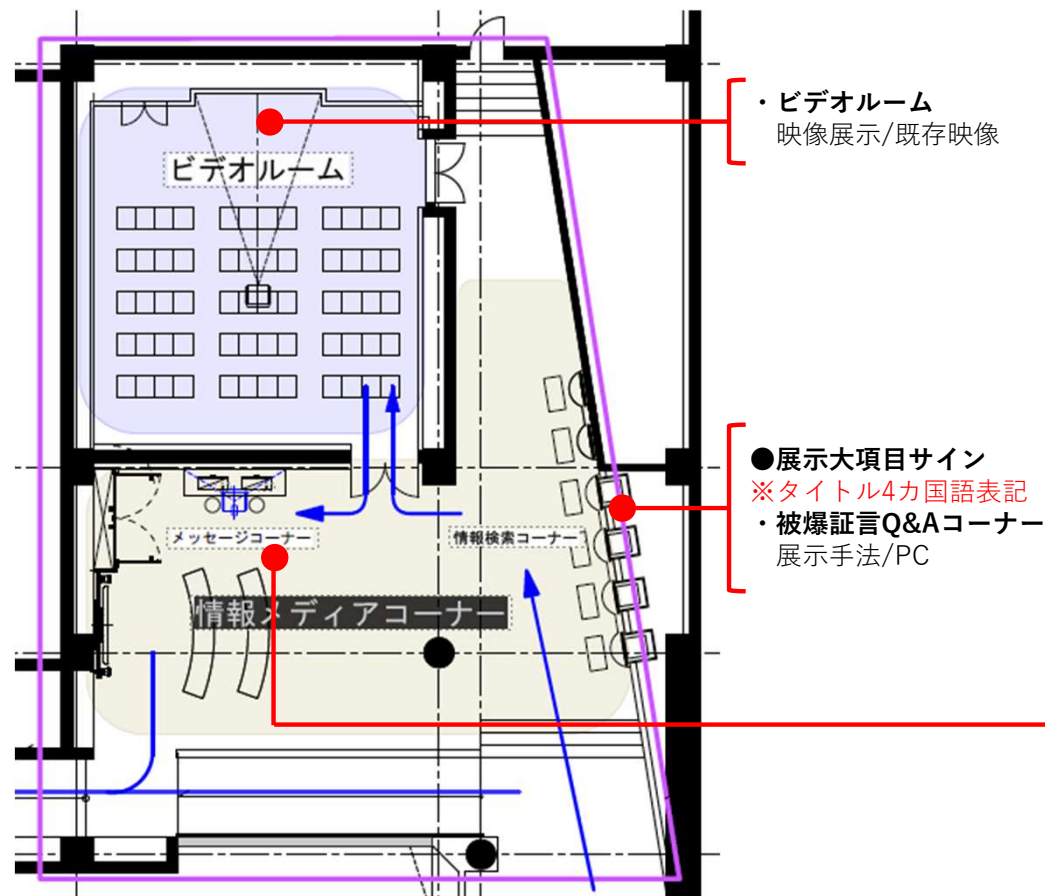 ・ビデオルーム
映像展示/既存映像
ビデオルーム
●展示大項目サイン
※タイトル4カ国語表記
・被爆証言Q&Aコーナー
展示手法/PC
メッセージコーナー
情報検索コーナー
情報メディアコーナー